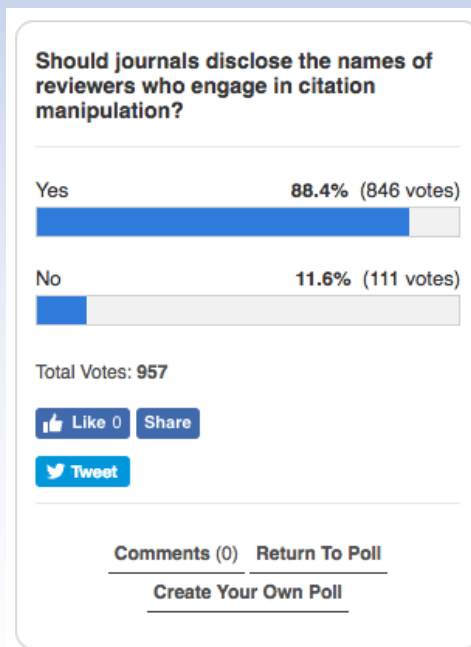 Should journals disclose the names of
reviewers who engage in citation
manipulation?
Yes 88.4% (846 votes)
No 11.6% (111 votes)
Total Votes: 957
Like 0 Share
Tweet
Comments (0) Return To Poll
Create Your Own Poll